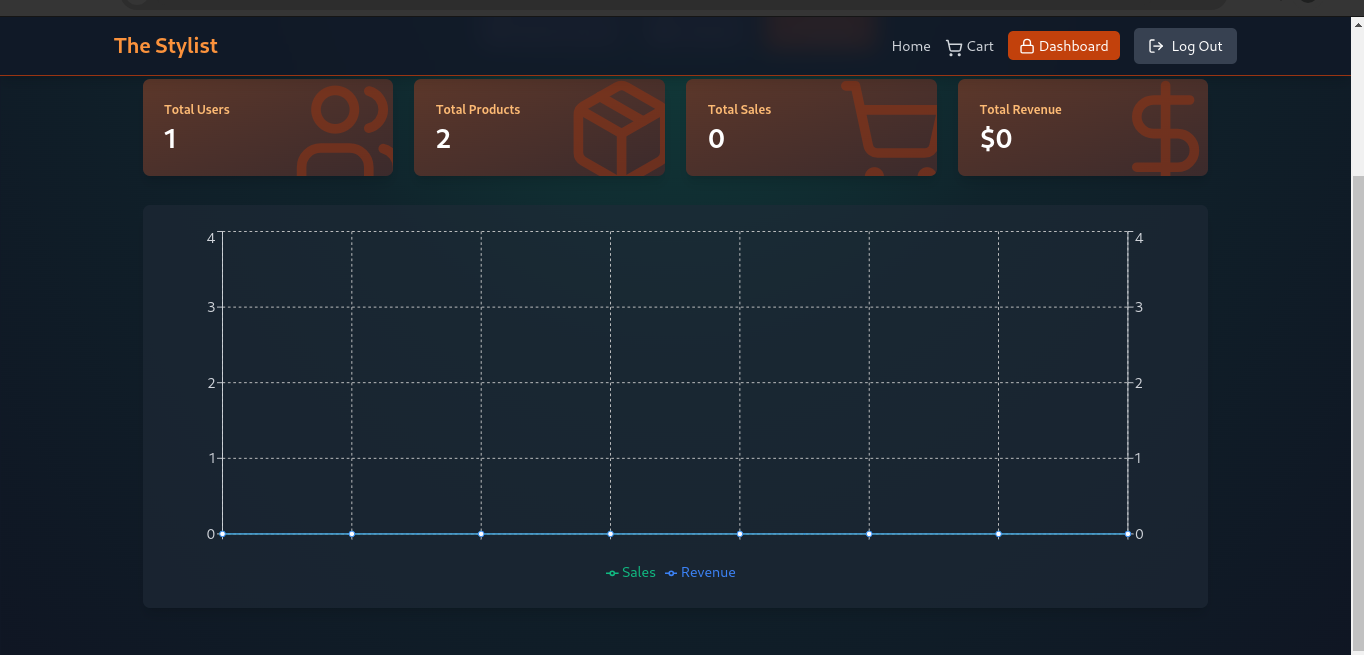 The Stylist
Home Cart Dashboard Log Out
Total Users
1
Total Products
2
Total Sales
0
Total Revenue
$0
4 4
3 3
2 2
1 1
0 0
Sales Revenue